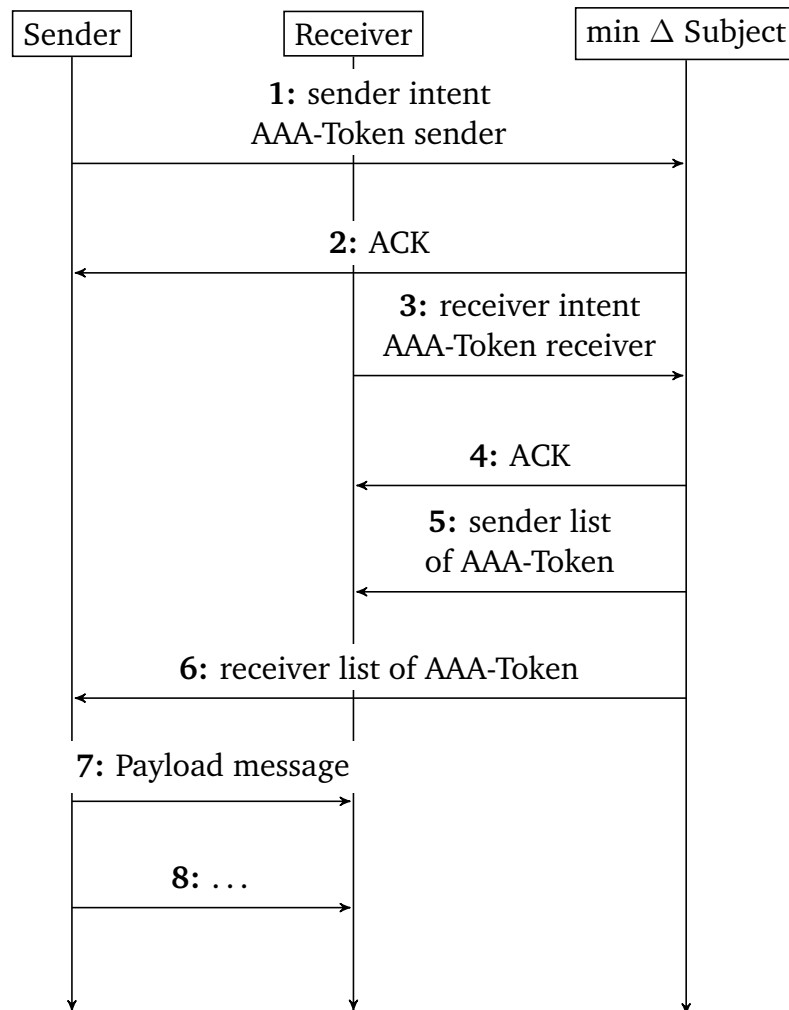 Sender
Receiver
min Δ Subject
1: sender intent
AAA-Token sender
2: ACK
3: receiver intent
AAA-Token receiver
4: ACK
5: sender list
of AAA-Token
6: receiver list of AAA-Token
7: Payload message
8: . . .